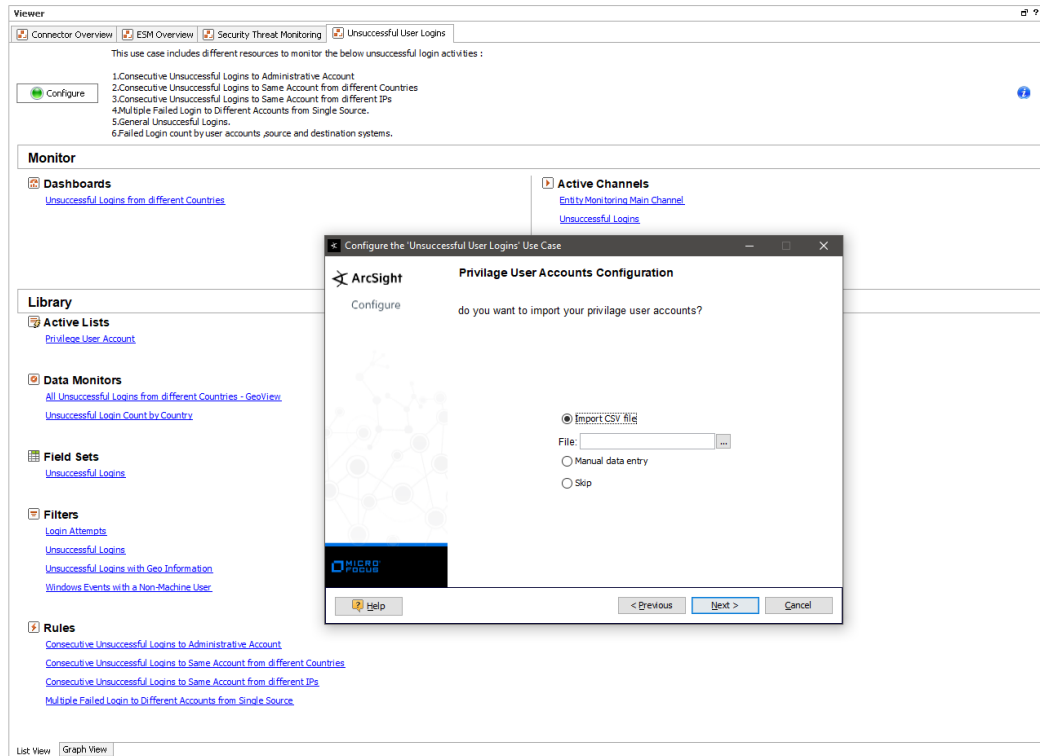 Viewer
Connector Overview ESM Overview Security Threat Monitoring Unsuccessful User Logins
This use case includes different resources to monitor the below unsuccessful login activities :
1.Consecutive Unsuccessful Logins to Administrative Account
2.Consecutive Unsuccessful Logins to Same Account from different Countries
3.Consecutive Unsuccessful Logins to Same Account from different IPs
4.Multiple Failed Login to Different Accounts from Single Source.
5.General Unsuccesful Logins.
6.Failed Login count by user accounts ,source and destination systems.
Configure
Monitor
Dashboards
Unsuccessful Logins from different Countries
Active Channels
Entity Monitoring Main Channel
Unsuccessful Logins
Library
Active Lists
Privilege User Account
Data Monitors
All Unsuccessful Logins from different Countries - GeoView
Unsuccessful Login Count by Country
Field Sets
Unsuccessful Logins
Filters
Login Attempts
Unsuccessful Logins
Unsuccessful Logins with Geo Information
Windows Events with a Non-Machine User
Rules
Consecutive Unsuccessful Logins to Administrative Account
Consecutive Unsuccessful Logins to Same Account from different Countries
Consecutive Unsuccessful Logins to Same Account from different IPs
Multiple Failed Login to Different Accounts from Single Source
Configure the 'Unsuccessful User Logins' Use Case
ArcSight
Configure
Privilage User Accounts Configuration
do you want to import your privilage user accounts?
Import CSV file
File: ...
Manual data entry
Skip
MICRO
FOCUS
Help < Previous Next > Cancel
List View Graph View